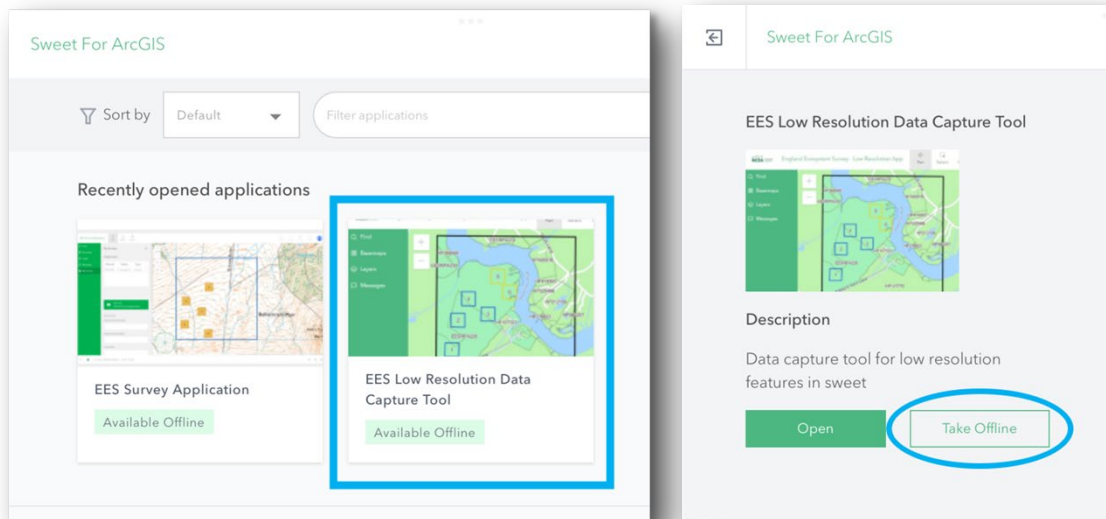 Sweet For ArcGIS
Sort by
Default
Filter applications
Recently opened applications
Find
Basemaps
Layers
Messages
EES Survey Application
Available Offline
EES Low Resolution Data
Capture Tool
Available Offline
Sweet For ArcGIS
EES Low Resolution Data Capture Tool
England Ecosystem Survey - Low Resolution App
Find
Basemaps
Layers
Messages
Description
Data capture tool for low resolution
features in sweet
Open
Take Offline